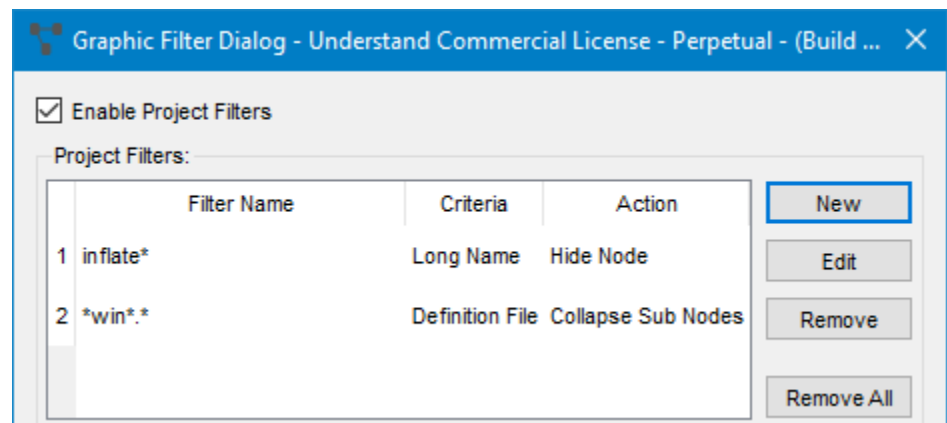 Graphic Filter Dialog - Understand Commercial License - Perpetual - (Build ...
Enable Project Filters
Project Filters:
Filter Name Criteria Action New
1 inflate* Long Name Hide Node Edit
2 *win*.* Definition File Collapse Sub Nodes Remove
Remove All